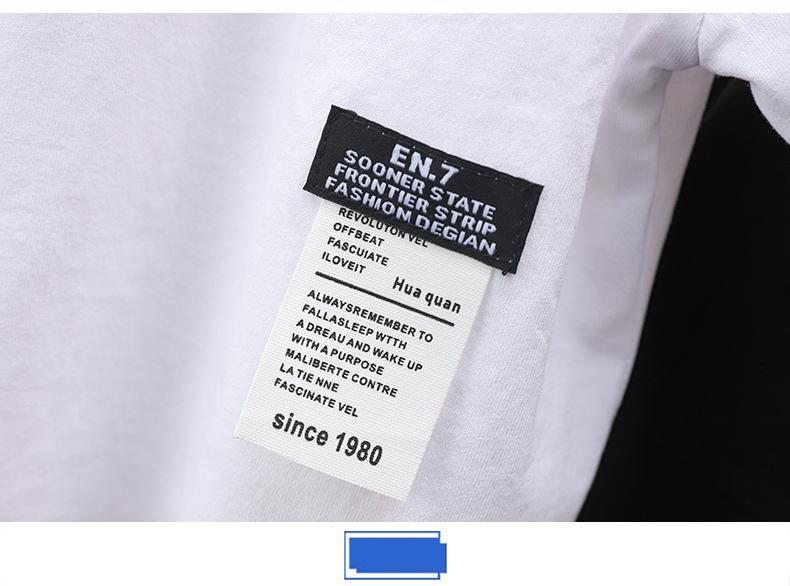 EN.7
SOONER STATE
FRONTIER STRIP
FASHION DEGIAN
REVOLUTON VEL
OFFBEAT
FASCUIATE
ILOVEIT
Hua quan
ALWAYSREMEMBER TO
FALLASLEEP WTTH
A DREAU AND WAKE UP
WITH A PURPOSE
MALIBERTE CONTRE
LA TIE NNE
FASCINATE VEL
since 1980